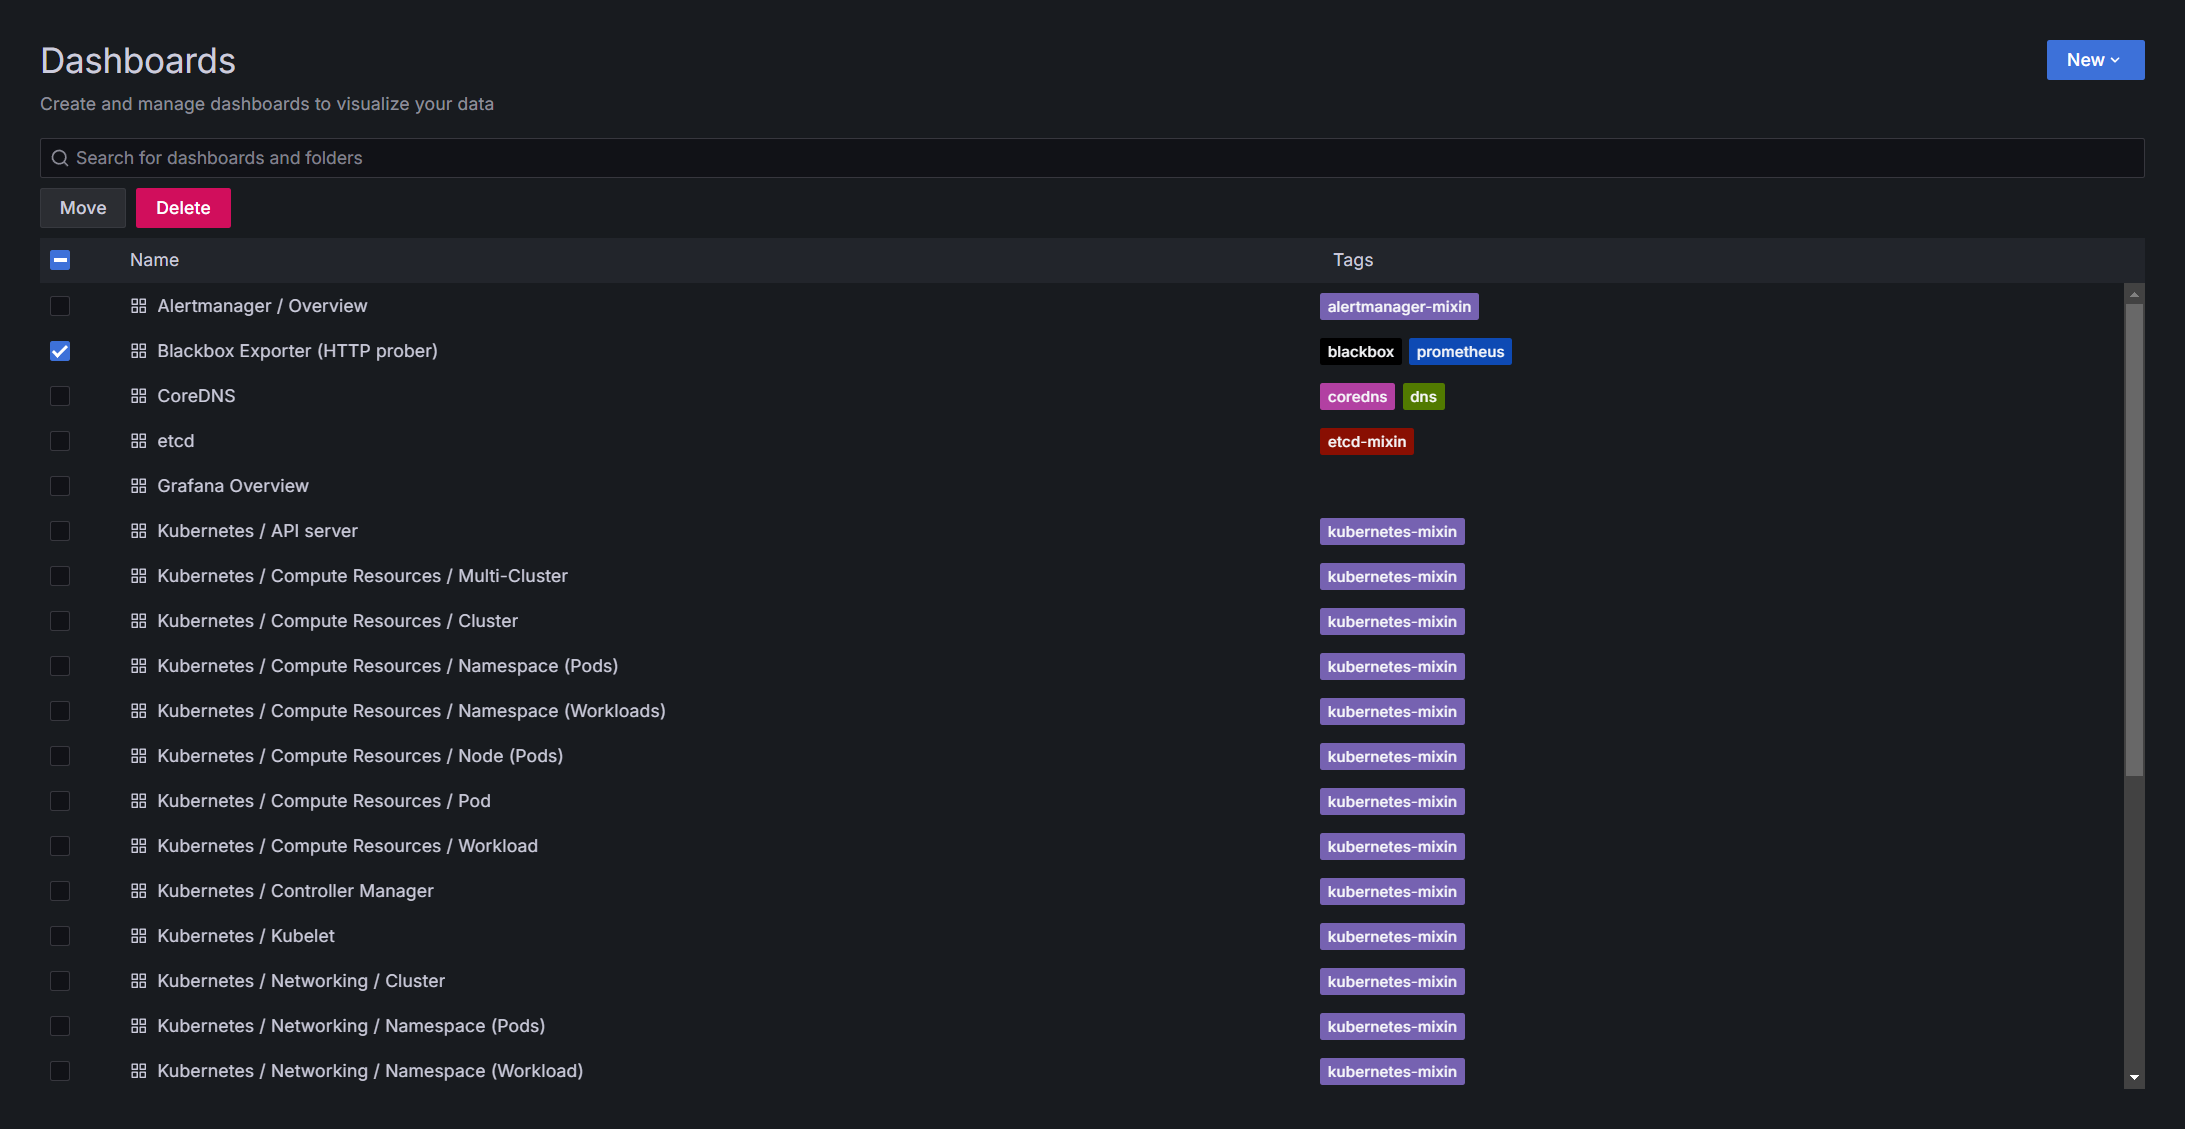 Dashboards
New
Create and manage dashboards to visualize your data
Search for dashboards and folders
Move Delete
Name Tags
Alertmanager / Overview alertmanager-mixin
Blackbox Exporter (HTTP prober) blackbox prometheus
CoreDNS coredns dns
etcd etcd-mixin
Grafana Overview
Kubernetes / API server kubernetes-mixin
Kubernetes / Compute Resources / Multi-Cluster kubernetes-mixin
Kubernetes / Compute Resources / Cluster kubernetes-mixin
Kubernetes / Compute Resources / Namespace (Pods) kubernetes-mixin
Kubernetes / Compute Resources / Namespace (Workloads) kubernetes-mixin
Kubernetes / Compute Resources / Node (Pods) kubernetes-mixin
Kubernetes / Compute Resources / Pod kubernetes-mixin
Kubernetes / Compute Resources / Workload kubernetes-mixin
Kubernetes / Controller Manager kubernetes-mixin
Kubernetes / Kubelet kubernetes-mixin
Kubernetes / Networking / Cluster kubernetes-mixin
Kubernetes / Networking / Namespace (Pods) kubernetes-mixin
Kubernetes / Networking / Namespace (Workload) kubernetes-mixin